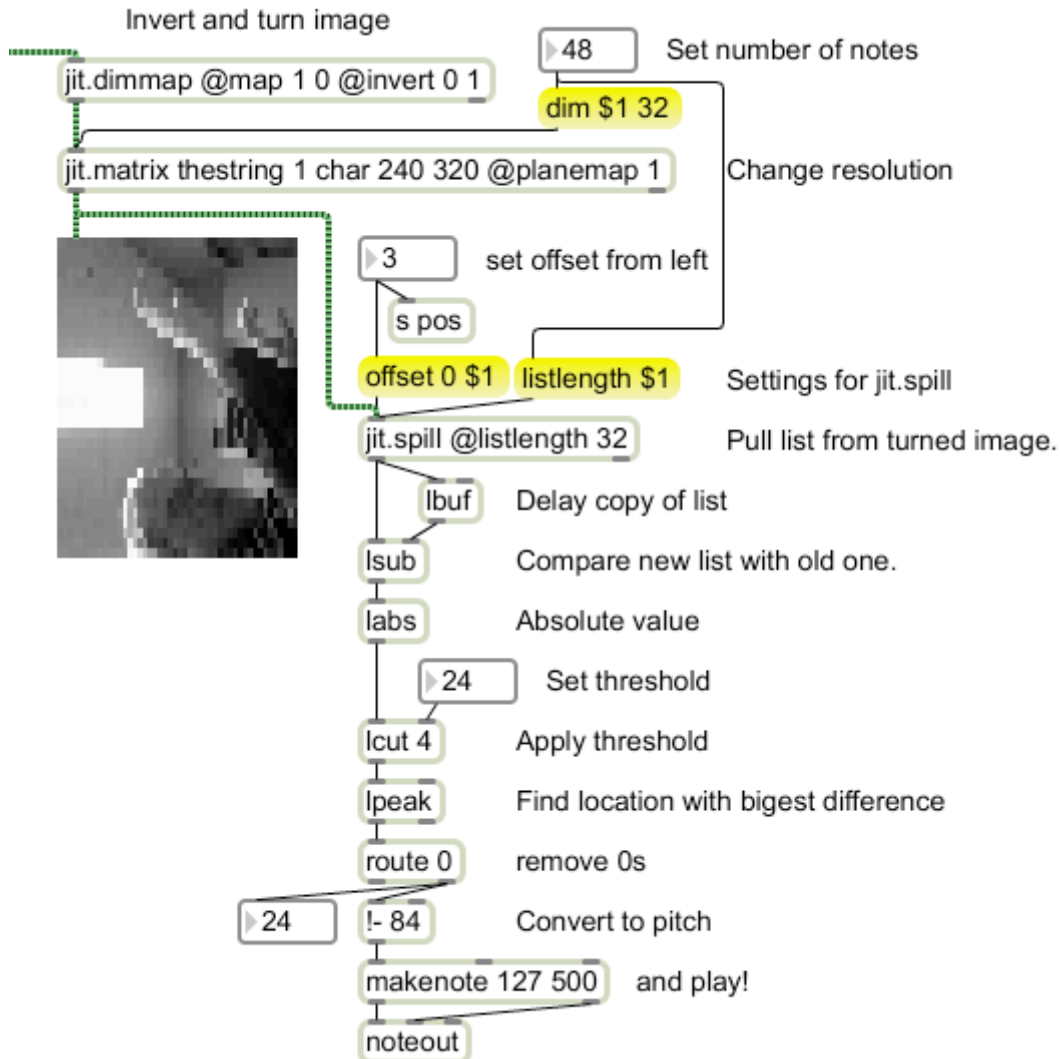 Invert and turn image
jit.dimmap @map 1 0 @invert 0 1
48 Set number of notes
dim $1 32
jit.matrix thestring 1 char 240 320 @planemap 1
Change resolution
3 set offset from left
s pos
offset 0 $1 listlength $1 Settings for jit.spill
jit.spill @listlength 32 Pull list from turned image.
lbuf Delay copy of list
lsub Compare new list with old one.
labs Absolute value
24 Set threshold
lcut 4 Apply threshold
lpeak Find location with bigest difference
route 0 remove 0s
24 !- 84 Convert to pitch
makenote 127 500 and play!
noteout